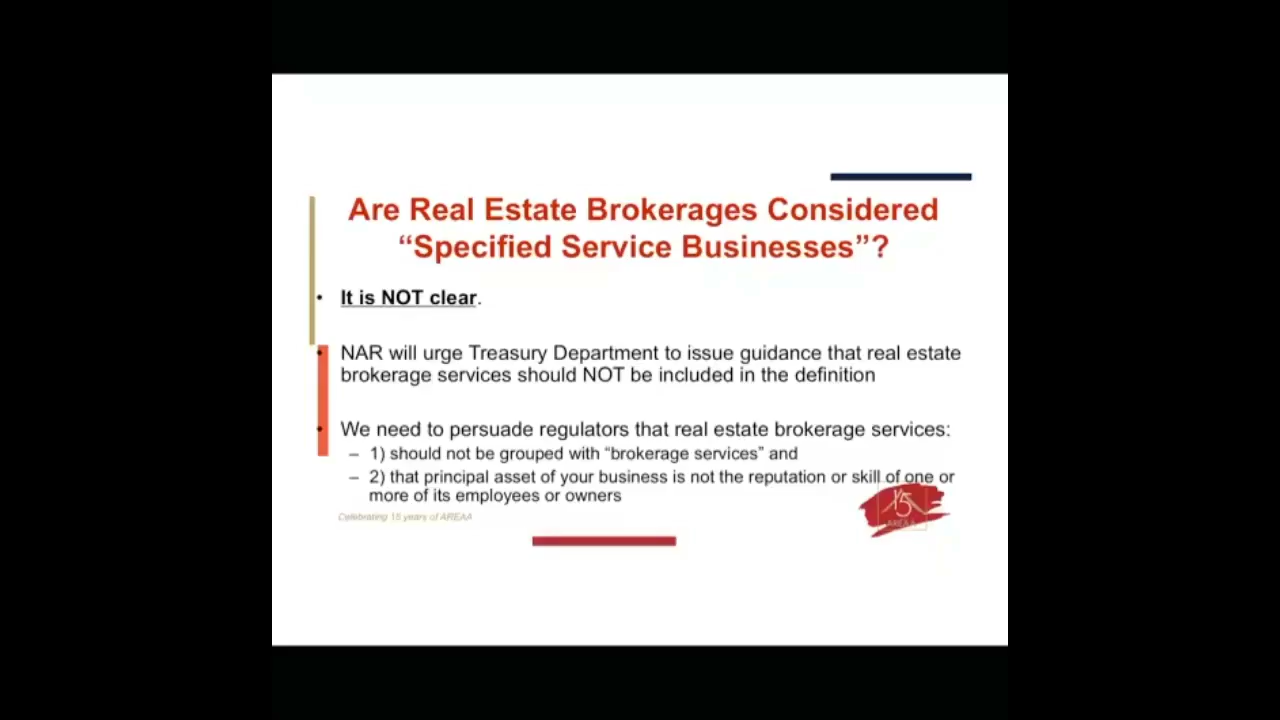 Are Real Estate Brokerages Considered
“Specified Service Businesses”?
• It is NOT clear.
• NAR will urge Treasury Department to issue guidance that real estate
brokerage services should NOT be included in the definition
• We need to persuade regulators that real estate brokerage services:
– 1) should not be grouped with “brokerage services” and
– 2) that principal asset of your business is not the reputation or skill of one or
more of its employees or owners
Celebrating 15 years of AREAA
15
AREAA